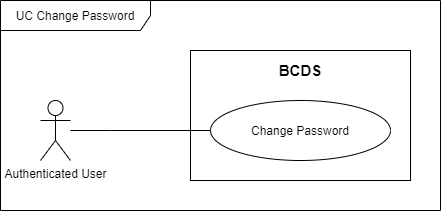 UC Change Password
BCDS
Change Password
Authenticated User